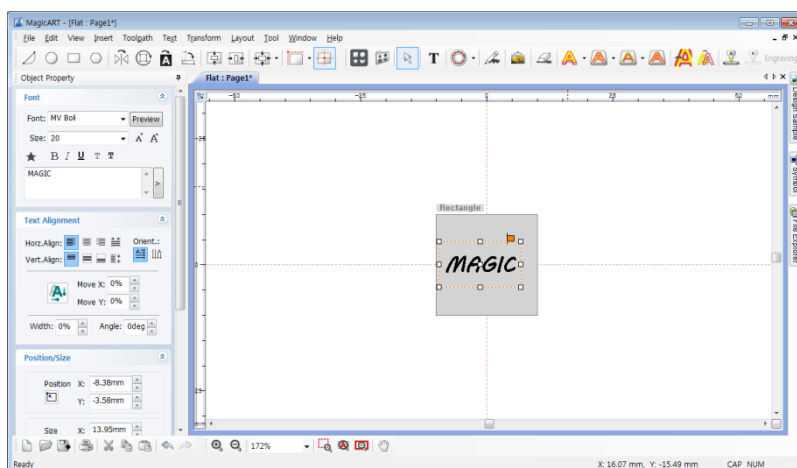 MagicART - [Flat : Page1*]
File Edit View Insert Toolpath Text Transform Layout Tool Window Help
T A A A A A A Engraving
Object Property
Flat : Page1*
Font
Font: MV Boli Preview
Size: 20 A A
B I U T T
MAGIC
>
Text Alignment
Horz.Align: Orient.:
Vert.Align:
Move X: 0%
Move Y: 0%
Width: 0% Angle: 0deg
Position/Size
Position X: -8.38mm
Y: -3.58mm
Size X: 13.95mm
-50 -25 0 25 50 mm
0
25
mm
Rectangle
MAGIC
Design Sample
Symbol
File Explorer
172%
Ready X: 16.07 mm, Y: -15.49 mm CAP NUM